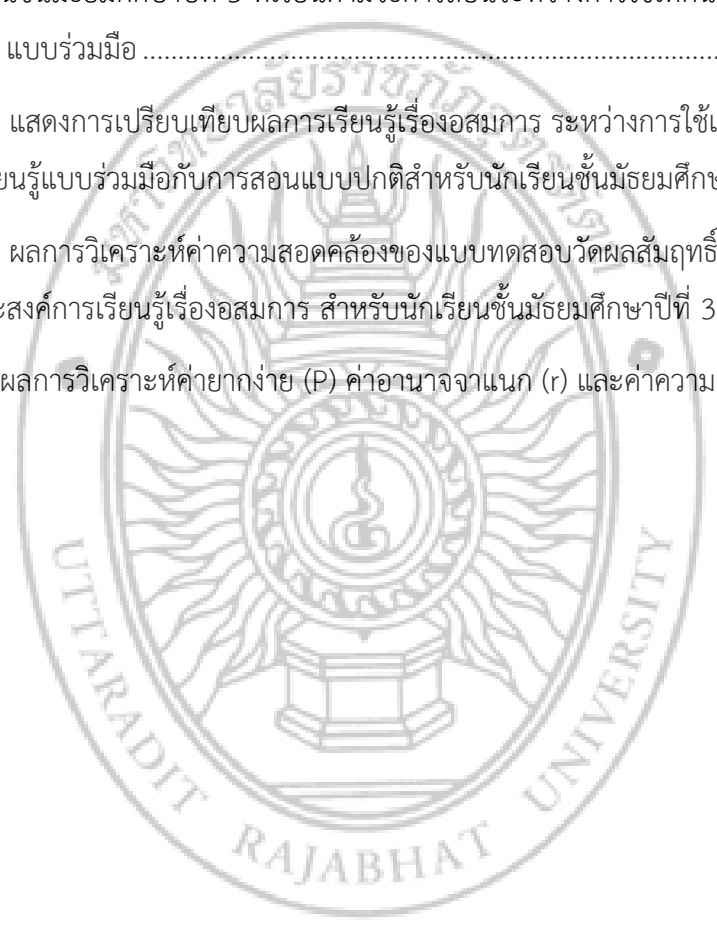 แบบร่วมมือ ........................................................................
แสดงการเปรียบเทียบผลการเรียนรู้เรื่องอสมการ ระหว่างการใช้เ
ยนรู้แบบร่วมมือกับการสอนแบบปกติสำหรับนักเรียนชั้นมัธยมศึกษ
ผลการวิเคราะห์ค่าความสอดคล้องของแบบทดสอบวัดผลสัมฤทธิ์
ะสงค์การเรียนรู้เรื่องอสมการ สำหรับนักเรียนชั้นมัธยมศึกษาปีที่ 3
ผลการวิเคราะห์ค่ายากง่าย (P) ค่าอานาจจาแนก (r) และค่าความ
UTTARADIT RAJABHAT UNIVERSITY